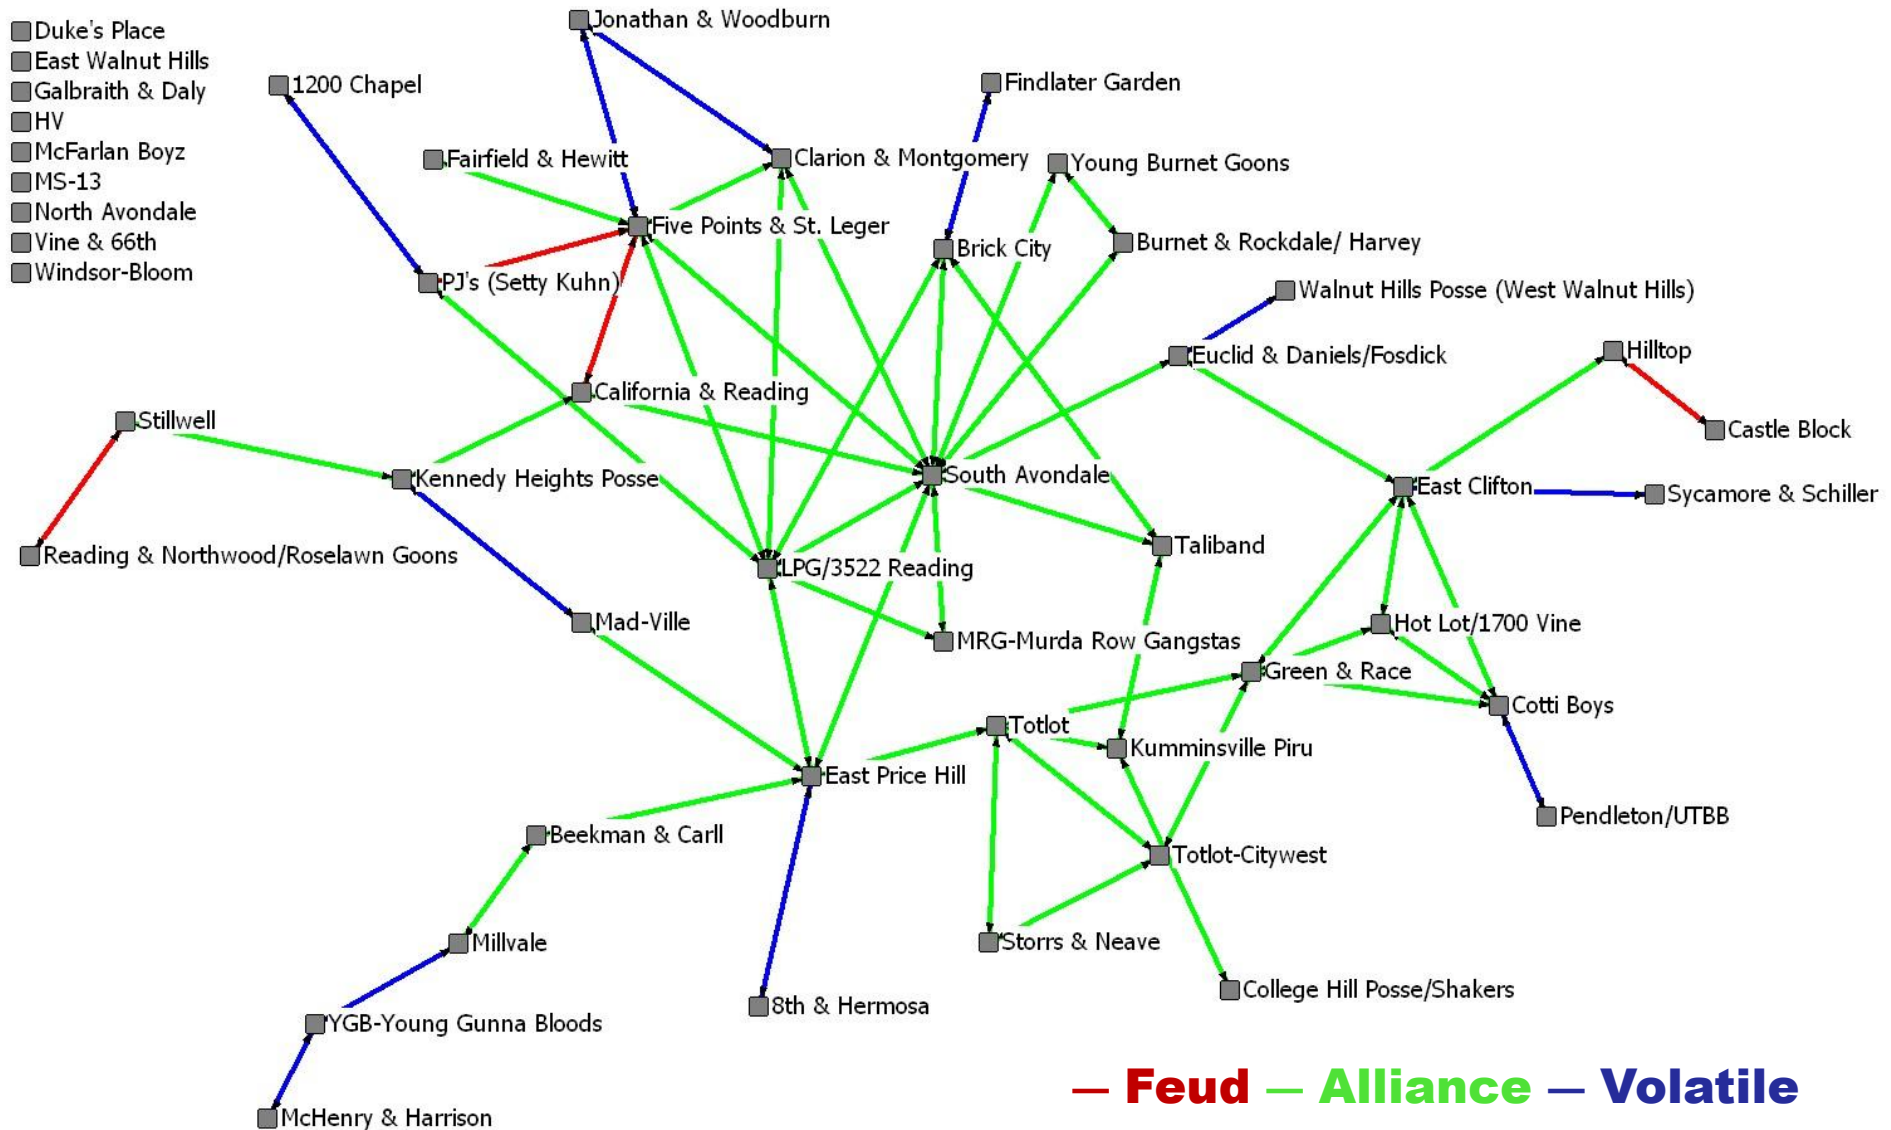 Duke's Place
East Walnut Hills
Galbraith & Daly
HV
McFarlan Boyz
MS-13
North Avondale
Vine & 66th
Windsor-Bloom
Jonathan & Woodburn
1200 Chapel
Findlater Garden
Fairfield & Hewitt
Clarion & Montgomery
Young Burnet Goons
Five Points & St. Leger
Brick City
Burnet & Rockdale/ Harvey
PJ's (Setty Kuhn)
Walnut Hills Posse (West Walnut Hills)
Euclid & Daniels/Fosdick
Hilltop
California & Reading
Stillwell
Castle Block
Kennedy Heights Posse
South Avondale
East Clifton
Sycamore & Schiller
Reading & Northwood/Roselawn Goons
Taliband
LPG/3522 Reading
Mad-Ville
MRG-Murda Row Gangstas
Hot Lot/1700 Vine
Green & Race
Cotti Boys
Totlot
Kumminsville Piru
East Price Hill
Pendleton/UTBB
Beekman & Carll
Totlot-Citywest
Millvale
Storrs & Neave
College Hill Posse/Shakers
8th & Hermosa
YGB-Young Gunna Bloods
McHenry & Harrison
— Feud — Alliance — Volatile